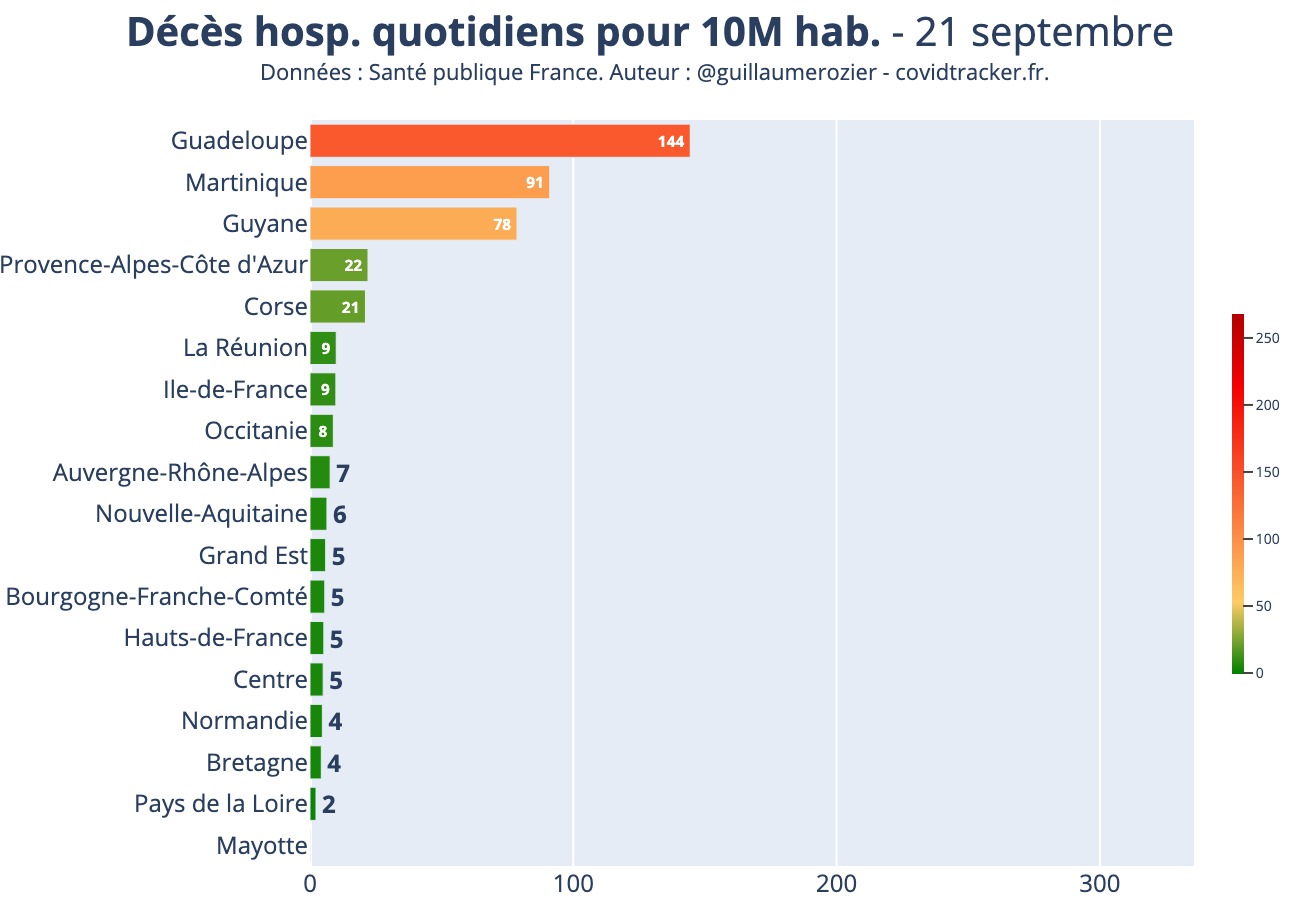 Décès hosp. quotidiens pour 10M hab. - 21 septembre
Données : Santé publique France. Auteur : @guillaumerozier - covidtracker.fr.
Guadeloupe 144
Martinique 91
Guyane 78
Provence-Alpes-Côte d'Azur 22
Corse 21
La Réunion 9
Ile-de-France 9
Occitanie 8
Auvergne-Rhône-Alpes 7
Nouvelle-Aquitaine 6
Grand Est 5
Bourgogne-Franche-Comté 5
Hauts-de-France 5
Centre 5
Normandie 4
Bretagne 4
Pays de la Loire 2
Mayotte
0 100 200 300
250
200
150
100
50
0